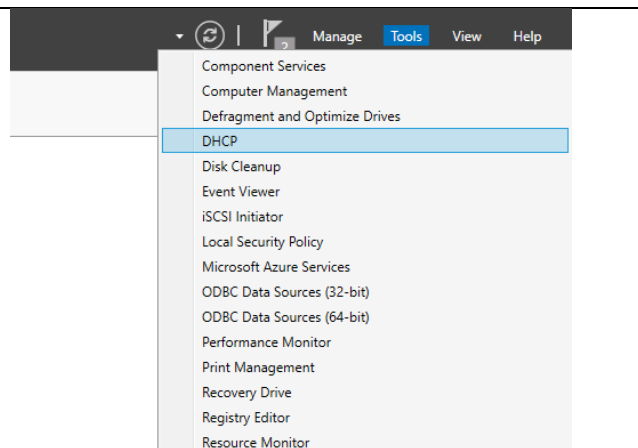 2 Manage Tools View Help
Component Services
Computer Management
Defragment and Optimize Drives
DHCP
Disk Cleanup
Event Viewer
iSCSI Initiator
Local Security Policy
Microsoft Azure Services
ODBC Data Sources (32-bit)
ODBC Data Sources (64-bit)
Performance Monitor
Print Management
Recovery Drive
Registry Editor
Resource Monitor